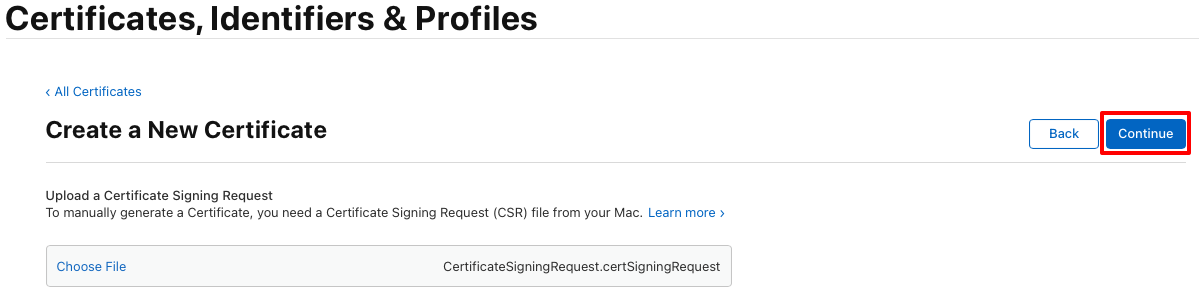 Certificates, Identifiers & Profiles
‹ All Certificates
Create a New Certificate
Back
Continue
Upload a Certificate Signing Request
To manually generate a Certificate, you need a Certificate Signing Request (CSR) file from your Mac. Learn more ›
Choose File
CertificateSigningRequest.certSigningRequest